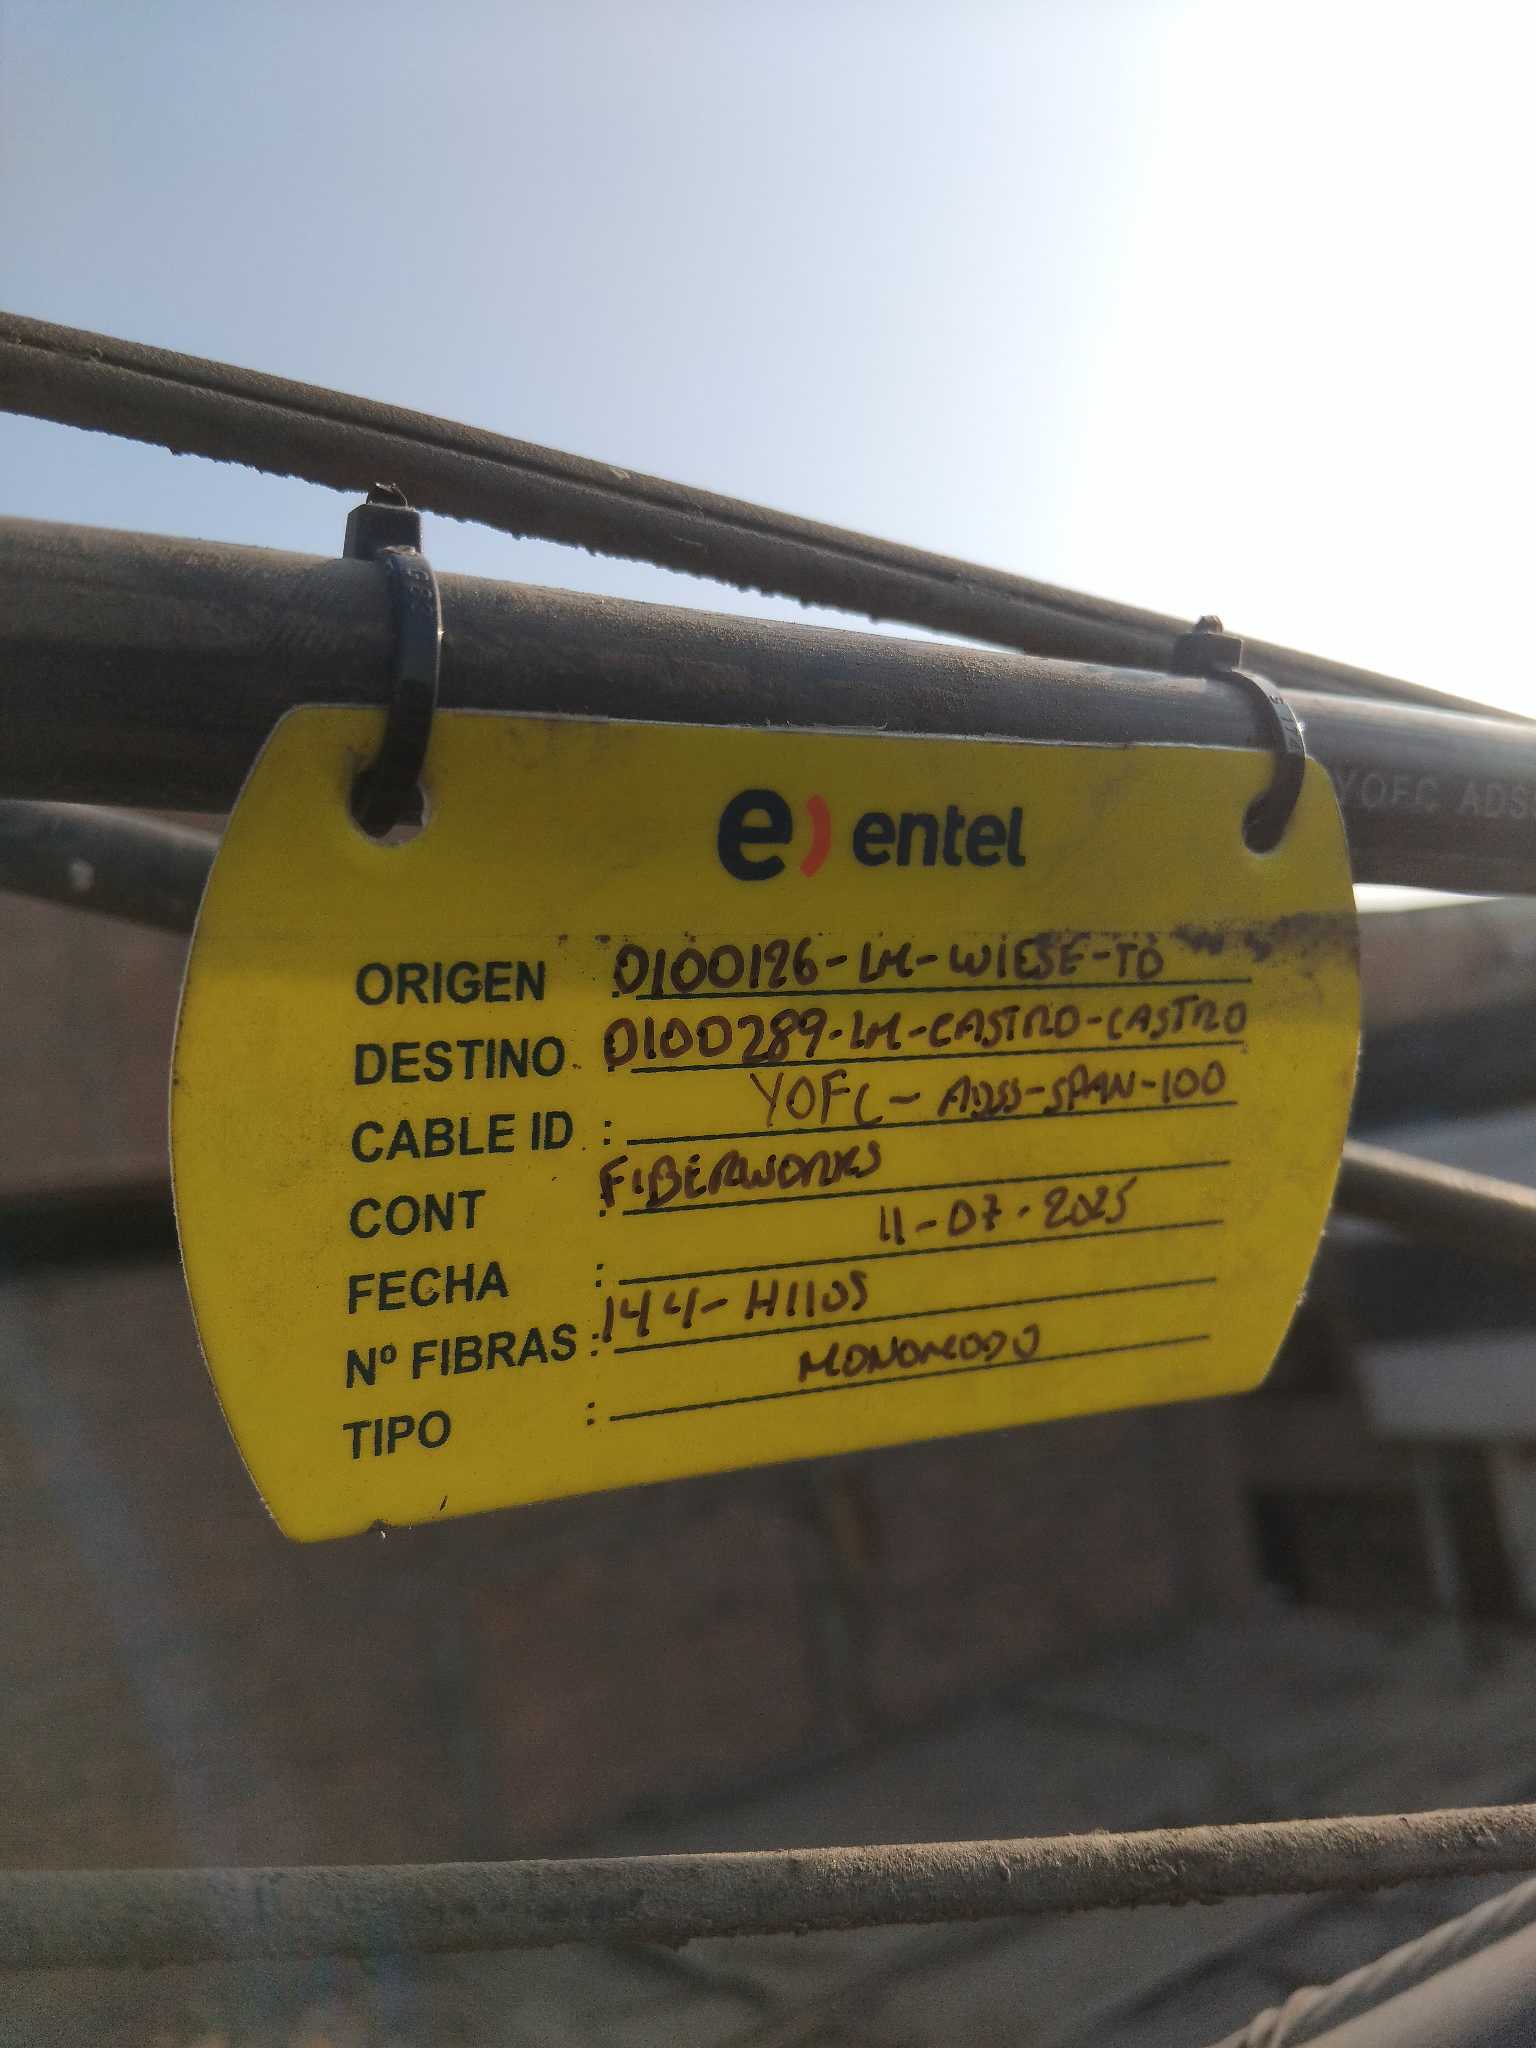 e) entel
ORIGEN : 0100126-LM-WIESE-TD
DESTINO : 0100289-LM-CASTRO-CASTRO
CABLE ID : YOFC-ADSS-SPAN-100
CONT : FIBERWORKS
FECHA : 11-07-2025
Nº FIBRAS : 144-HILOS
TIPO : MONOMODO
YOFC ADS